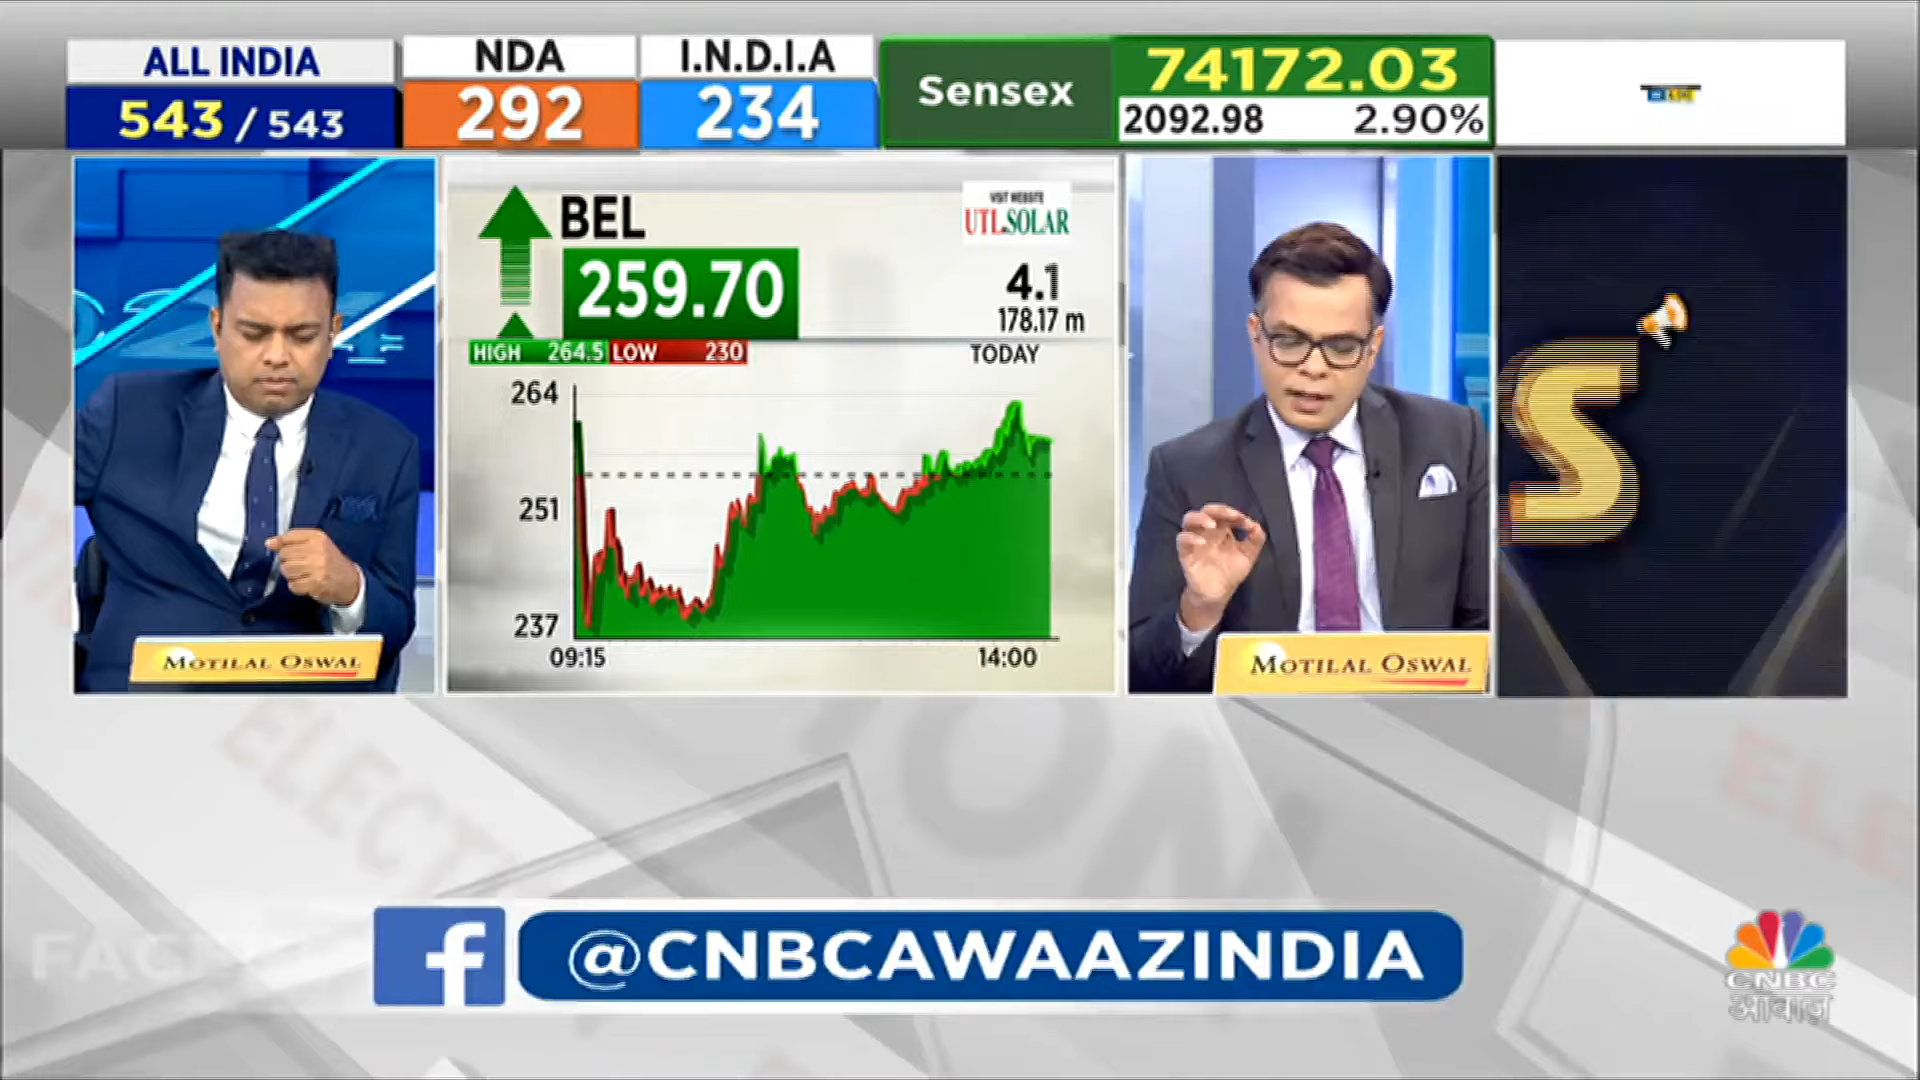 ALL INDIA
543 / 543
NDA
292
I.N.D.I.A
234
Sensex
74172.03
2092.98 2.90%
BEL
259.70
HIGH 264.5 LOW 230
VISIT WEBSITE
UTL SOLAR
4.1
178.17 m
TODAY
264
251
237
09:15 14:00
MOTILAL OSWAL
MOTILAL OSWAL
S
@CNBCAWAAZINDIA
CNBC
आवाज़